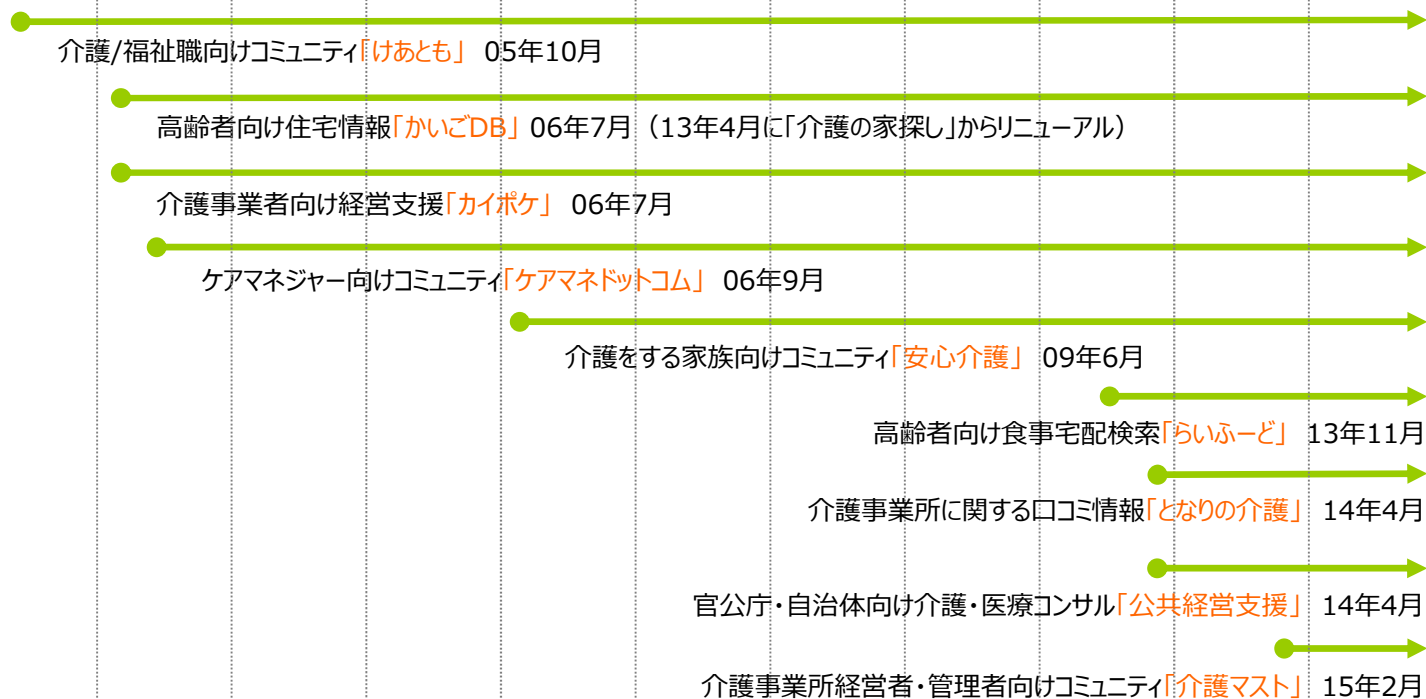 介護/福祉職向けコミュニティ「けあとも」 05年10月
高齢者向け住宅情報「かいごDB」 06年7月（13年4月に「介護の家探し」からリニューアル）
介護事業者向け経営支援「カイポケ」 06年7月
ケアマネジャー向けコミュニティ「ケアマネドットコム」 06年9月
介護をする家族向けコミュニティ「安心介護」 09年6月
高齢者向け食事宅配検索「らいふーど」 13年11月
介護事業所に関する口コミ情報「となりの介護」 14年4月
官公庁・自治体向け介護・医療コンサル「公共経営支援」 14年4月
介護事業所経営者・管理者向けコミュニティ「介護マスト」 15年2月